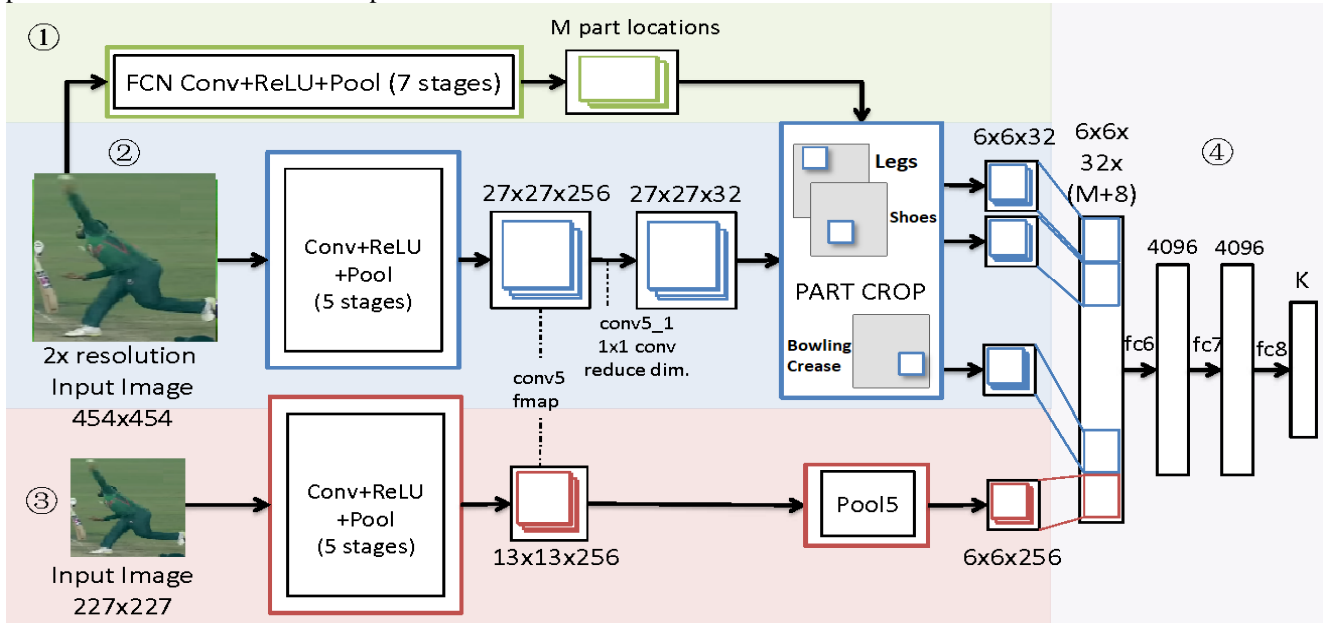 ①
M part locations
FCN Conv+ReLU+Pool (7 stages)
②
2x resolution
Input Image
454x454
Conv+ReLU
+Pool
(5 stages)
27x27x256
27x27x32
conv5_1
1x1 conv
reduce dim.
conv5
fmap
Legs
Shoes
PART CROP
Bowling
Crease
6x6x32
6x6x
32x
(M+8)
④
4096
4096
K
fc6
fc7
fc8
③
Input Image
227x227
Conv+ReLU
+Pool
(5 stages)
13x13x256
Pool5
6x6x256